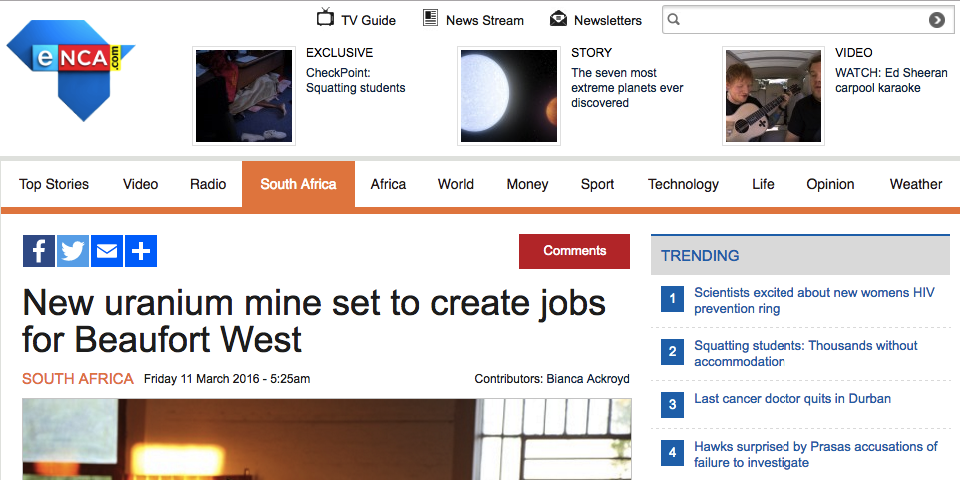 TV Guide
News Stream
Newsletters
eNCA.com
EXCLUSIVE
CheckPoint:
Squatting students
STORY
The seven most
extreme planets ever
discovered
VIDEO
WATCH: Ed Sheeran
carpool karaoke
Top Stories
Video
Radio
South Africa
Africa
World
Money
Sport
Technology
Life
Opinion
Weather
Comments
New uranium mine set to create jobs
for Beaufort West
SOUTH AFRICA
Friday 11 March 2016 - 5:25am
Contributors: Bianca Ackroyd
TRENDING
1
Scientists excited about new womens HIV
prevention ring
2
Squatting students: Thousands without
accommodation
3
Last cancer doctor quits in Durban
4
Hawks surprised by Prasas accusations of
failure to investigate